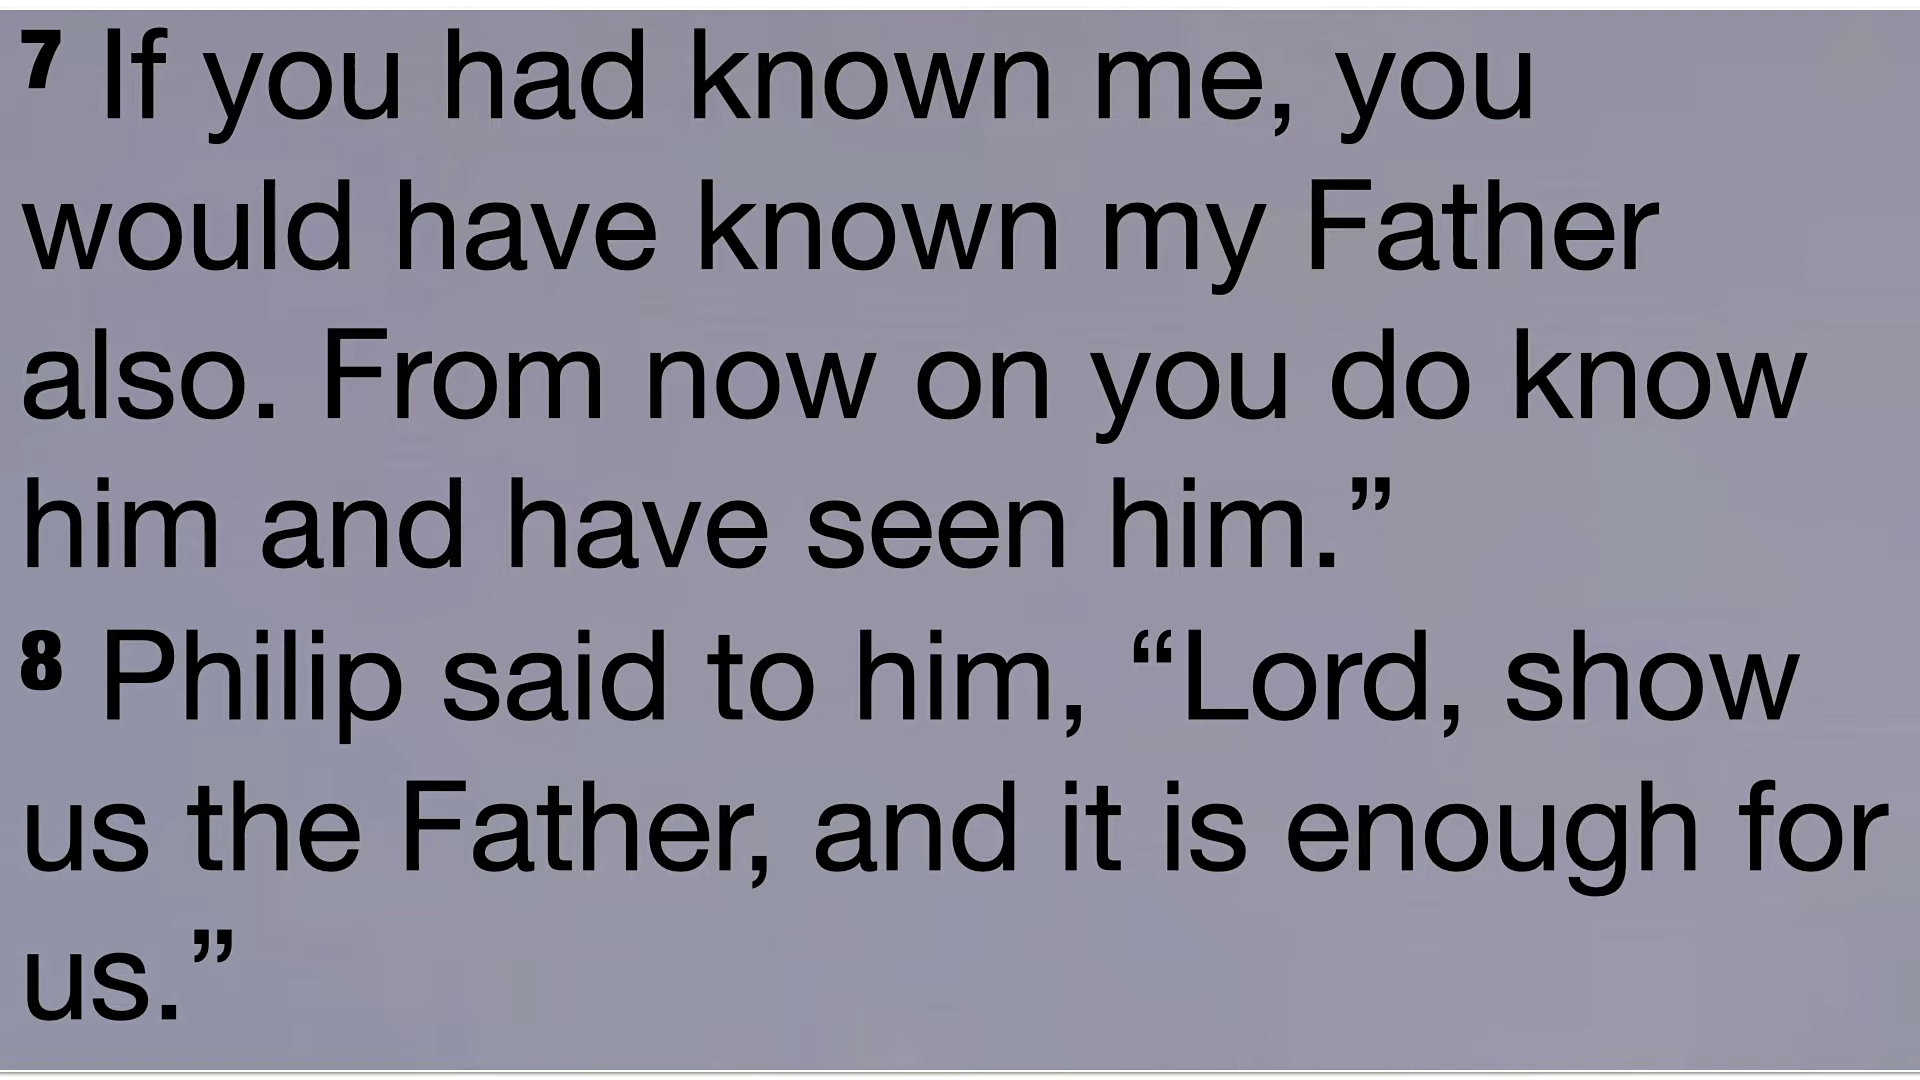 7 If you had known me, you
would have known my Father
also. From now on you do know
him and have seen him.”
8 Philip said to him, “Lord, show
us the Father, and it is enough for
us.”